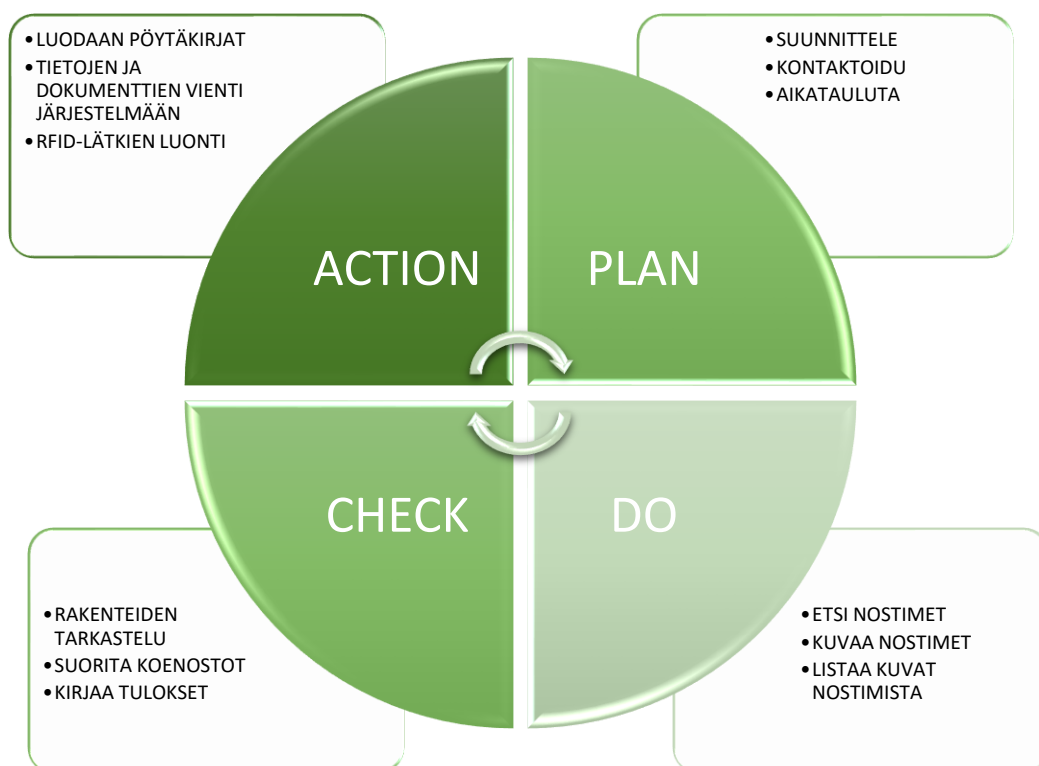 • LUODAAN PÖYTÄKIRJAT
• TIETOJEN JA
DOKUMENTTIEN VIENTI
JÄRJESTELMÄÄN
• RFID-LÄTKIEN LUONTI
• SUUNNITTELE
• KONTAKTOIDU
• AIKATAULUTA
ACTION
PLAN
CHECK
DO
• RAKENTEIDEN
TARKASTELU
• SUORITA KOENOSTOT
• KIRJAA TULOKSET
• ETSI NOSTIMET
• KUVAA NOSTIMET
• LISTAA KUVAT
NOSTIMISTA